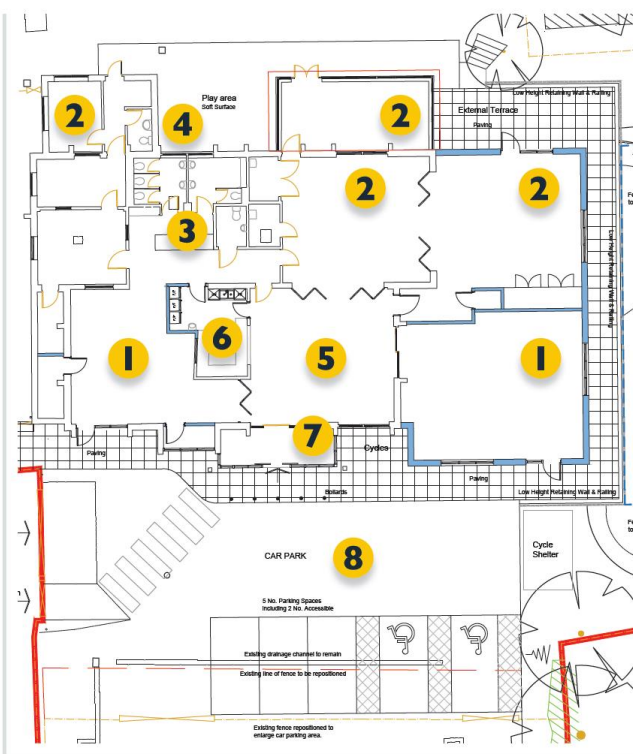 Low Height Retaining Wall & Railing
2
2
Play area
Soft Surface
External Terrace
4
Paving
2
2
3
Low Height Retaining Wall & Railing
6
1
5
1
7
Cycles
Paving
Paving
Bollards
Low Height Retaining Wall & Railing
CAR PARK
8
Cycle
Shelter
5 No. Parking Spaces
Including 2 No. Accessible
Existing drainage channel to remain
Existing line of fence to be repositioned
Existing fence repositioned to
enlarge car parking area.